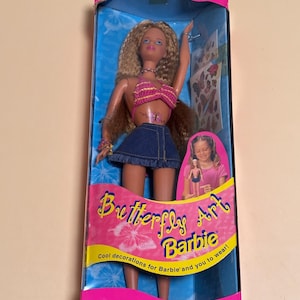 Butterfly Art
Barbie
Cool decorations for Barbie and you to wear!